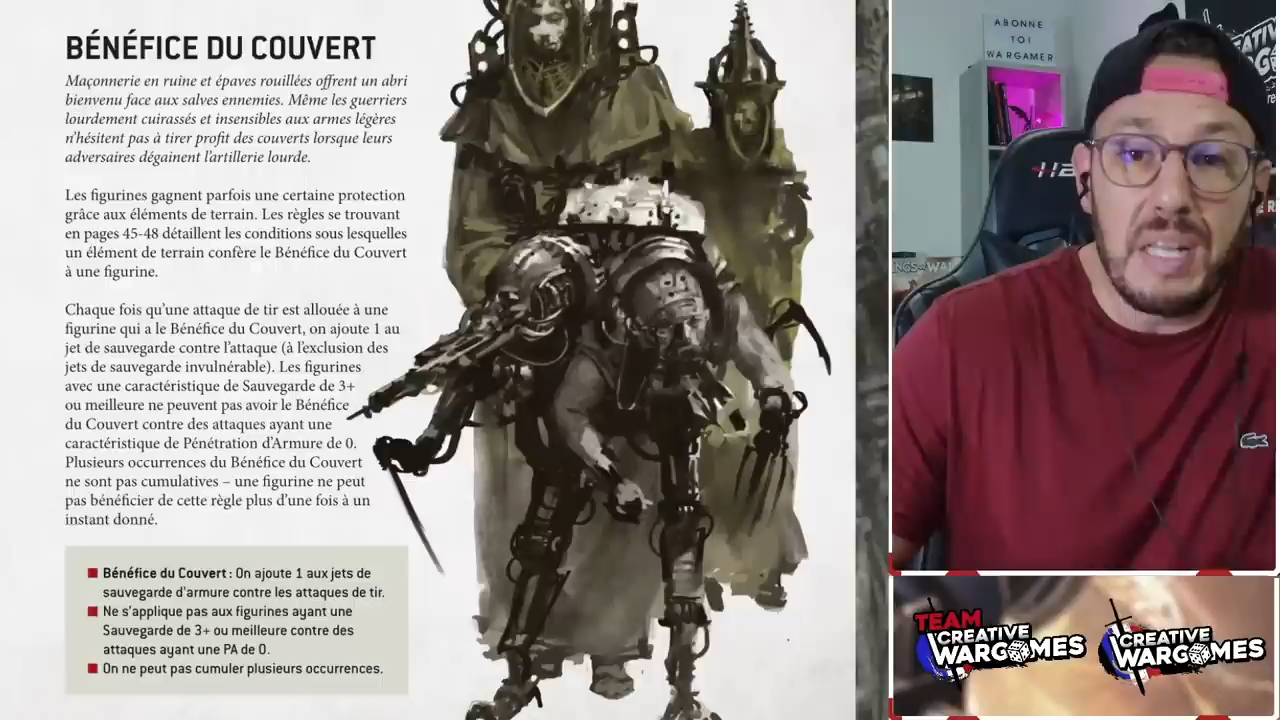 BÉNÉFICE DU COUVERT
Maçonnerie en ruine et épaves rouillées offrent un abri
bienvenu face aux salves ennemies. Même les guerriers
lourdement cuirassés et insensibles aux armes légères
n'hésitent pas à tirer profit des couverts lorsque leurs
adversaires dégainent l'artillerie lourde.
Les figurines gagnent parfois une certaine protection
grâce aux éléments de terrain. Les règles se trouvant
en pages 45-48 détaillent les conditions sous lesquelles
un élément de terrain confère le Bénéfice du Couvert
à une figurine.
Chaque fois qu'une attaque de tir est allouée à une
figurine qui a le Bénéfice du Couvert, on ajoute 1 au
jet de sauvegarde contre l'attaque (à l'exclusion des
jets de sauvegarde invulnérable). Les figurines
avec une caractéristique de Sauvegarde de 3+
ou meilleure ne peuvent pas avoir le Bénéfice
du Couvert contre des attaques ayant une
caractéristique de Pénétration d'Armure de 0.
Plusieurs occurrences du Bénéfice du Couvert
ne sont pas cumulatives – une figurine ne peut
pas bénéficier de cette règle plus d'une fois à un
instant donné.
Bénéfice du Couvert : On ajoute 1 aux jets de
sauvegarde d'armure contre les attaques de tir.
Ne s'applique pas aux figurines ayant une
Sauvegarde de 3+ ou meilleure contre des
attaques ayant une PA de 0.
On ne peut pas cumuler plusieurs occurrences.
ABONNE
TOI
WARGAMER
TEAM
CREATIVE
WARGAMES
CREATIVE
WARGAMES